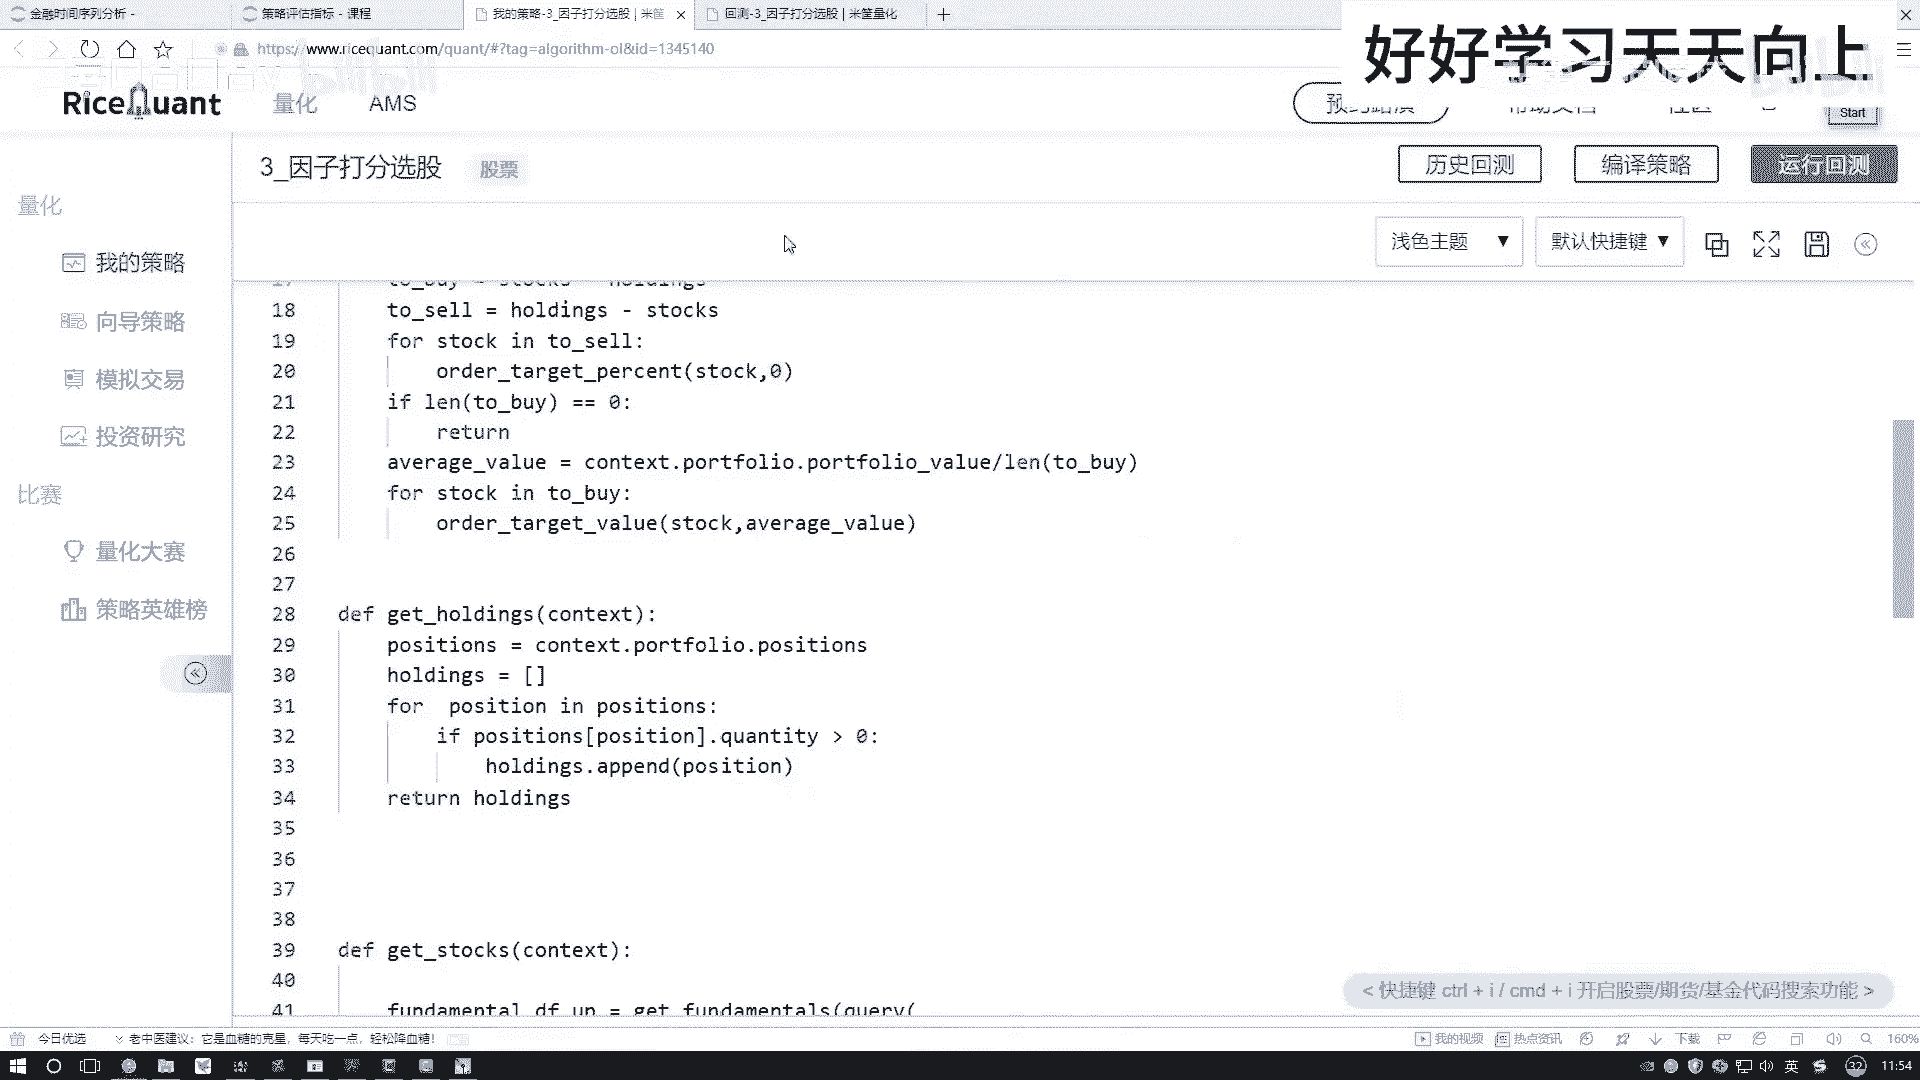 金融时间序列分析 -
策略评估指标 - 课程
我的策略-3_因子打分选股 | 米筐
回测-3_因子打分选股 | 米筐量化
https://www.ricequant.com/quant/#?tag=algorithm-ol&id=1345140
好好学习天天向上
RiceQuant
量化
AMS
Start
3_因子打分选股
股票
历史回测
编译策略
运行回测
浅色主题
默认快捷键
量化
我的策略
向导策略
模拟交易
投资研究
比赛
量化大赛
策略英雄榜
17 to_buy = stocks - holdings
18 to_sell = holdings - stocks
19 for stock in to_sell:
20 order_target_percent(stock,0)
21 if len(to_buy) == 0:
22 return
23 average_value = context.portfolio.portfolio_value/len(to_buy)
24 for stock in to_buy:
25 order_target_value(stock,average_value)
26
27
28 def get_holdings(context):
29 positions = context.portfolio.positions
30 holdings = []
31 for  position in positions:
32 if positions[position].quantity > 0:
33 holdings.append(position)
34 return holdings
35
36
37
38
39 def get_stocks(context):
40
41 fundamental_df_up = get_fundamentals(query(
< 快捷键 ctrl + i / cmd + i 开启股票/期货/基金代码搜索功能 >
今日优选
老中医建议：它是血糖的克星，每天吃一点，轻松降血糖！
我的视频
热点资讯
下载
160%
英
32
11:54